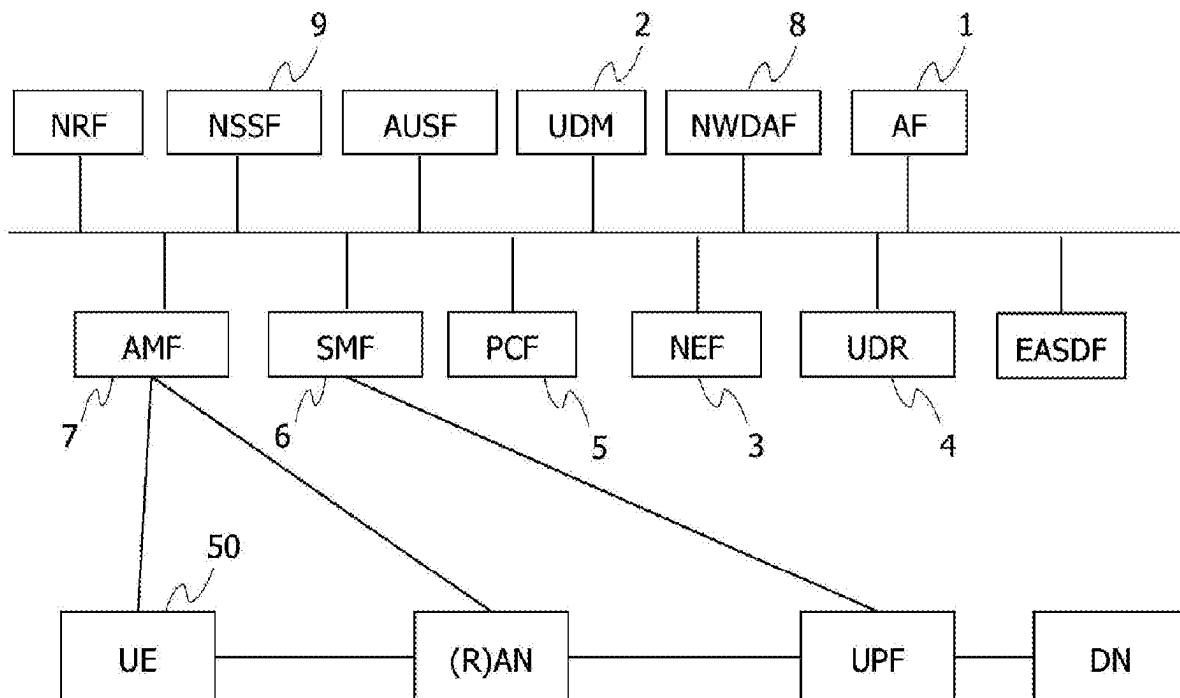 9 2 8 1
NRF NSSF AUSF UDM NWDAF AF
AMF SMF PCF NEF UDR EASDF
7 6 5 3 4
50
UE (R)AN UPF DN